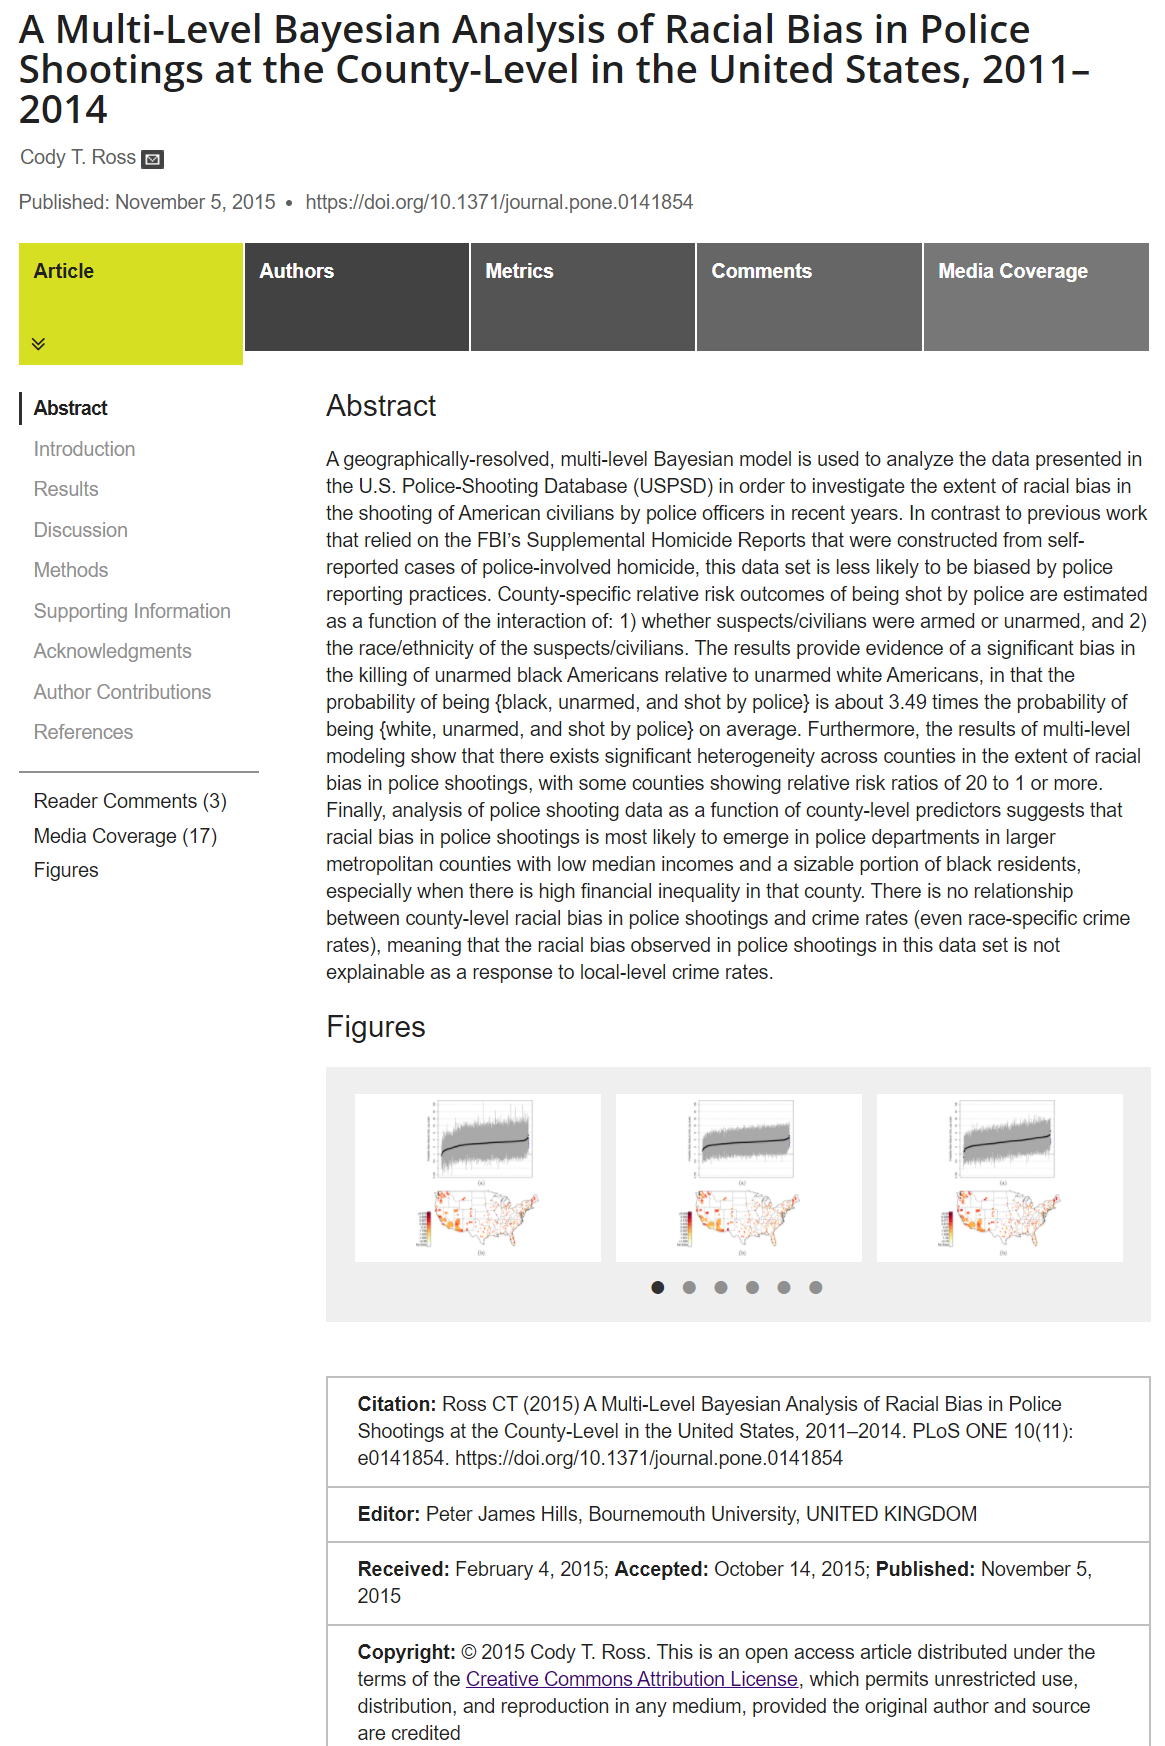 A Multi-Level Bayesian Analysis of Racial Bias in Police
Shootings at the County-Level in the United States, 2011–
2014
Cody T. Ross
Published: November 5, 2015 • https://doi.org/10.1371/journal.pone.0141854
Article
Authors
Metrics
Comments
Media Coverage
Abstract
Introduction
Results
Discussion
Methods
Supporting Information
Acknowledgments
Author Contributions
References
Reader Comments (3)
Media Coverage (17)
Figures
Abstract
A geographically-resolved, multi-level Bayesian model is used to analyze the data presented in
the U.S. Police-Shooting Database (USPSD) in order to investigate the extent of racial bias in
the shooting of American civilians by police officers in recent years. In contrast to previous work
that relied on the FBI’s Supplemental Homicide Reports that were constructed from self-
reported cases of police-involved homicide, this data set is less likely to be biased by police
reporting practices. County-specific relative risk outcomes of being shot by police are estimated
as a function of the interaction of: 1) whether suspects/civilians were armed or unarmed, and 2)
the race/ethnicity of the suspects/civilians. The results provide evidence of a significant bias in
the killing of unarmed black Americans relative to unarmed white Americans, in that the
probability of being {black, unarmed, and shot by police} is about 3.49 times the probability of
being {white, unarmed, and shot by police} on average. Furthermore, the results of multi-level
modeling show that there exists significant heterogeneity across counties in the extent of racial
bias in police shootings, with some counties showing relative risk ratios of 20 to 1 or more.
Finally, analysis of police shooting data as a function of county-level predictors suggests that
racial bias in police shootings is most likely to emerge in police departments in larger
metropolitan counties with low median incomes and a sizable portion of black residents,
especially when there is high financial inequality in that county. There is no relationship
between county-level racial bias in police shootings and crime rates (even race-specific crime
rates), meaning that the racial bias observed in police shootings in this data set is not
explainable as a response to local-level crime rates.
Figures
(a)
(a)
(a)
(b)
(b)
(b)
Citation: Ross CT (2015) A Multi-Level Bayesian Analysis of Racial Bias in Police
Shootings at the County-Level in the United States, 2011–2014. PLoS ONE 10(11):
e0141854. https://doi.org/10.1371/journal.pone.0141854
Editor: Peter James Hills, Bournemouth University, UNITED KINGDOM
Received: February 4, 2015; Accepted: October 14, 2015; Published: November 5,
2015
Copyright: © 2015 Cody T. Ross. This is an open access article distributed under the
terms of the Creative Commons Attribution License, which permits unrestricted use,
distribution, and reproduction in any medium, provided the original author and source
are credited